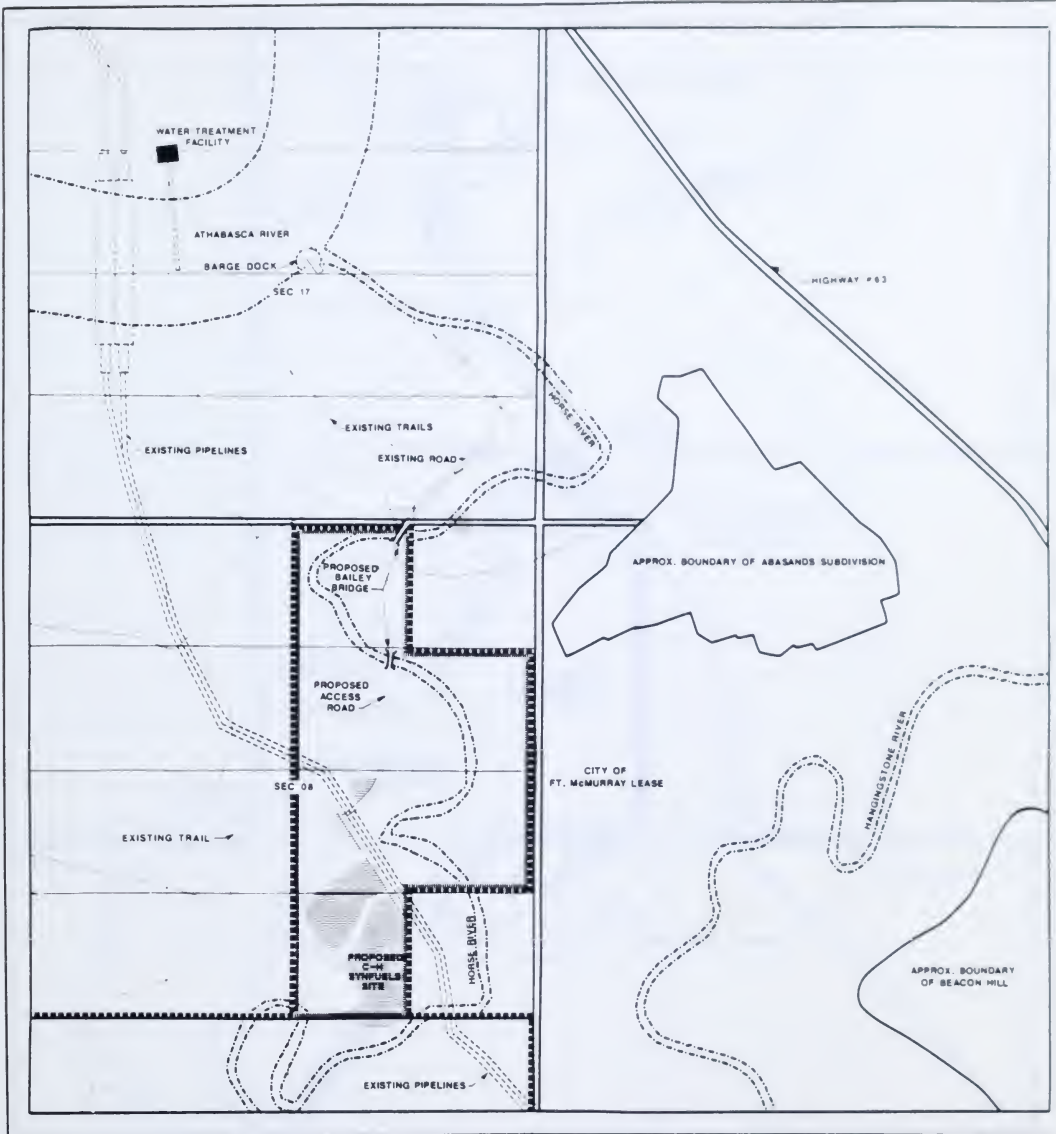 WATER TREATMENT
FACILITY
ATHABASCA RIVER
BARGE DOCK
SEC 17
HIGHWAY #63
HORSE RIVER
EXISTING TRAILS
EXISTING PIPELINES
EXISTING ROAD
PROPOSED
BAILEY
BRIDGE
APPROX. BOUNDARY OF ABASANDS SUBDIVISION
PROPOSED
ACCESS
ROAD
HANGINGSTONE RIVER
CITY OF
FT. McMURRAY LEASE
SEC 08
EXISTING TRAIL
HORSE RIVER
PROPOSED
C-H
SYNFUELS
SITE
APPROX. BOUNDARY
OF BEACON HILL
EXISTING PIPELINES